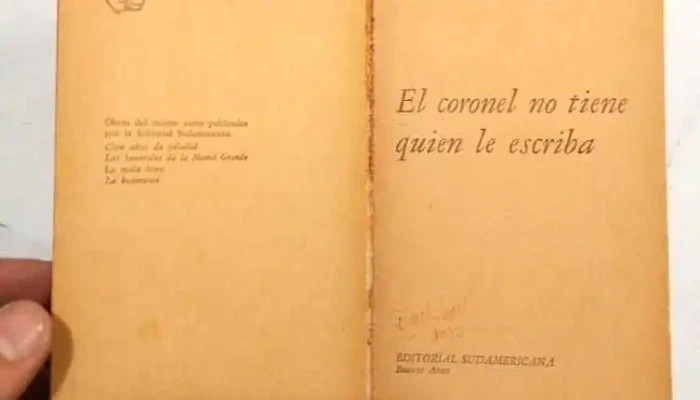 Obras del mismo autor publicadas
por la Editorial Sudamericana
Cien años de soledad
Los funerales de la Mamá Grande
La mala hora
La hojarasca
El coronel no tiene
quien le escriba
EDITORIAL SUDAMERICANA
Buenos Aires